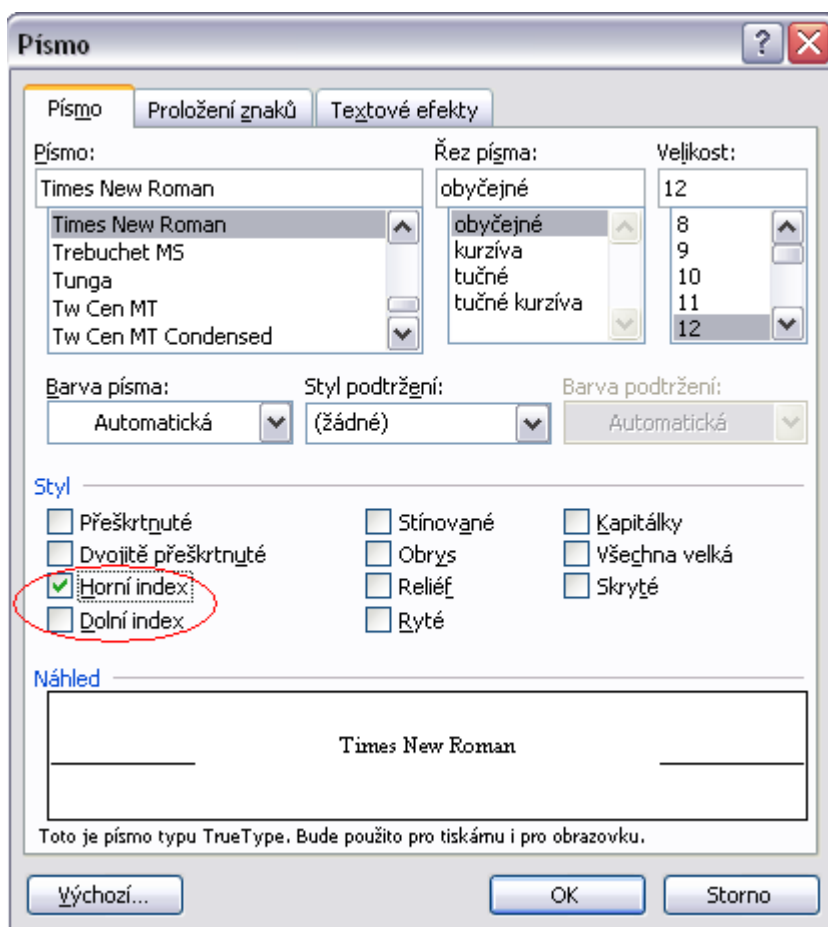 Písmo
Písmo Proložení znaků Textové efekty
Písmo: Řez písma: Velikost:
Times New Roman obyčejné 12
Times New Roman obyčejné 8
Trebuchet MS kurzíva 9
Tunga tučné 10
Tw Cen MT tučné kurzíva 11
Tw Cen MT Condensed 12
Barva písma: Styl podtržení: Barva podtržení:
Automatická (žádné) Automatická
Styl
Přeškrtnuté Stínované Kapitálky
Dvojitě přeškrtnuté Obrys Všechna velká
Horní index Reliéf Skryté
Dolní index Ryté
Náhled
Times New Roman
Toto je písmo typu TrueType. Bude použito pro tiskárnu i pro obrazovku.
Výchozí... OK Storno